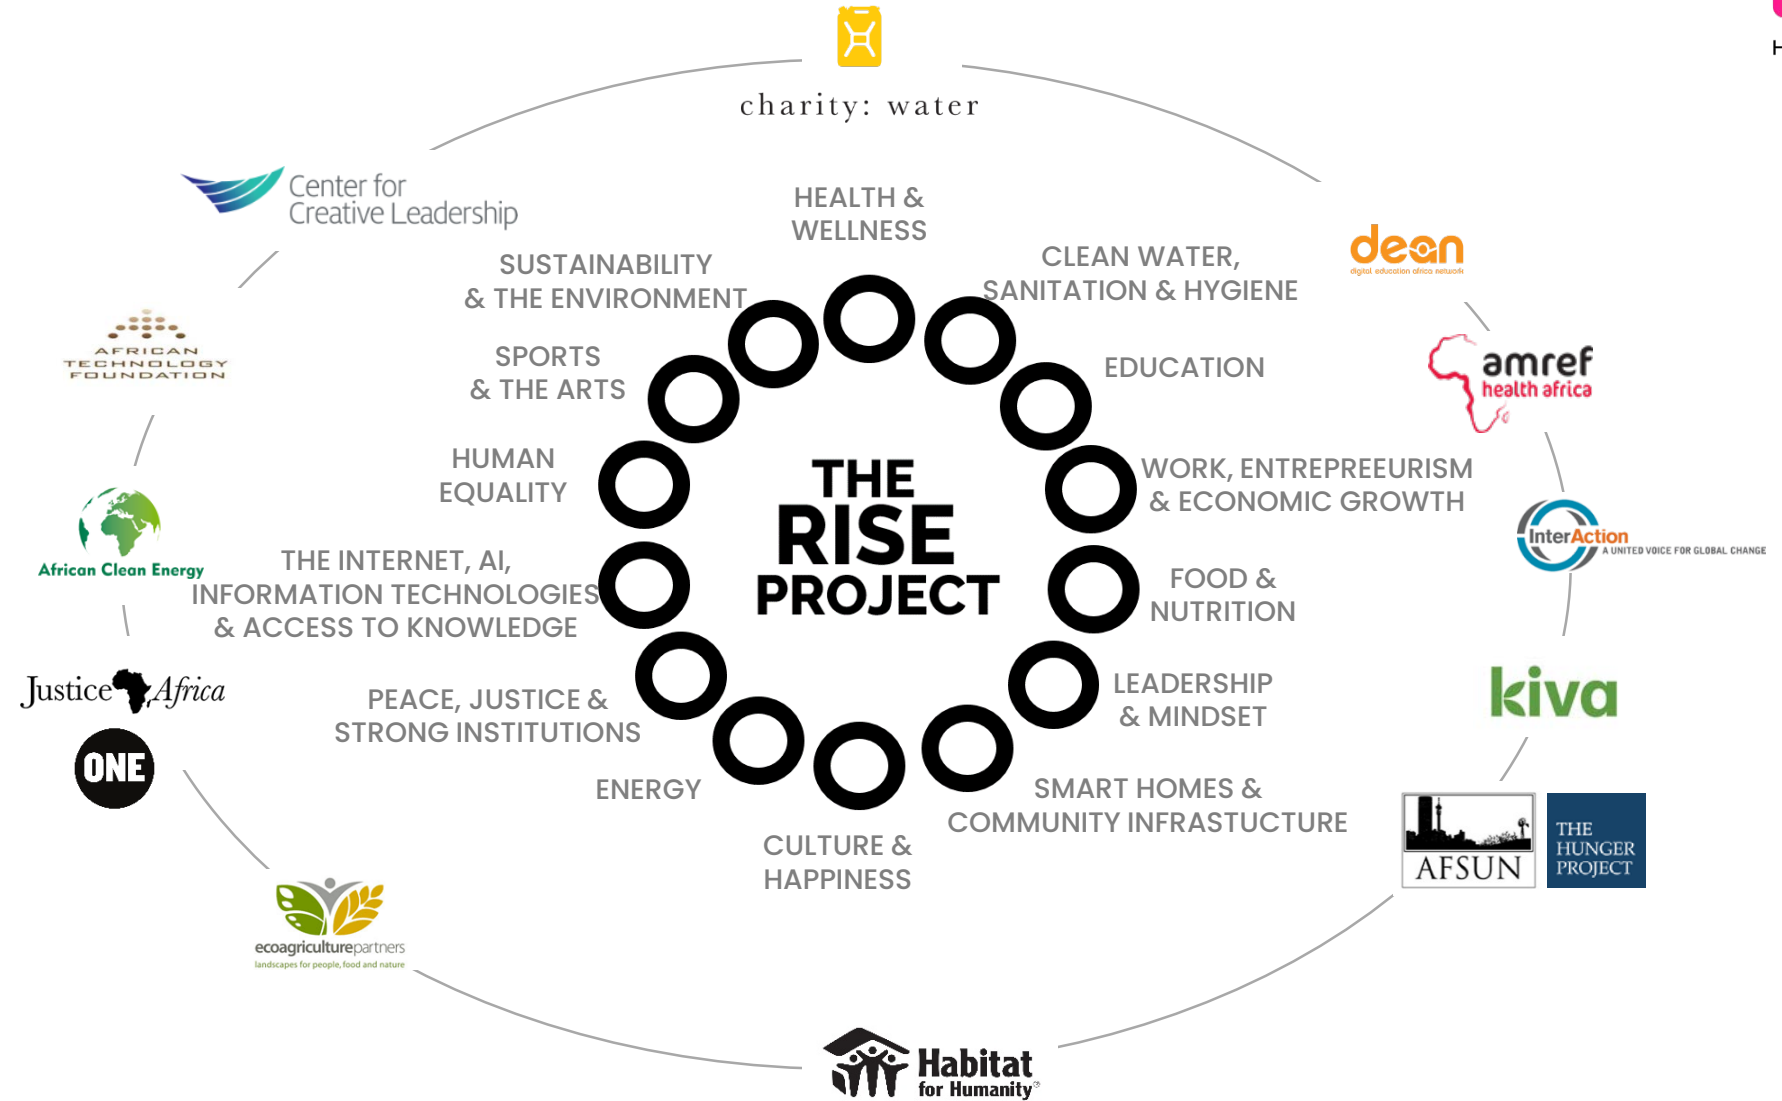 H
charity: water
Center for
Creative Leadership
HEALTH &
WELLNESS
dean
digital education africa network
SUSTAINABILITY
& THE ENVIRONMENT
CLEAN WATER,
SANITATION & HYGIENE
AFRICAN
TECHNOLOGY
FOUNDATION
SPORTS
& THE ARTS
EDUCATION
amref
health africa
HUMAN
EQUALITY
THE
RISE
PROJECT
WORK, ENTREPREEURISM
& ECONOMIC GROWTH
InterAction
A UNITED VOICE FOR GLOBAL CHANGE
African Clean Energy
THE INTERNET, AI,
INFORMATION TECHNOLOGIES
& ACCESS TO KNOWLEDGE
FOOD &
NUTRITION
Justice Africa
PEACE, JUSTICE &
STRONG INSTITUTIONS
LEADERSHIP
& MINDSET
kiva
ONE
ENERGY
SMART HOMES &
COMMUNITY INFRASTUCTURE
AFSUN
THE
HUNGER
PROJECT
CULTURE &
HAPPINESS
ecoagriculturepartners
landscapes for people, food and nature
Habitat
for Humanity®